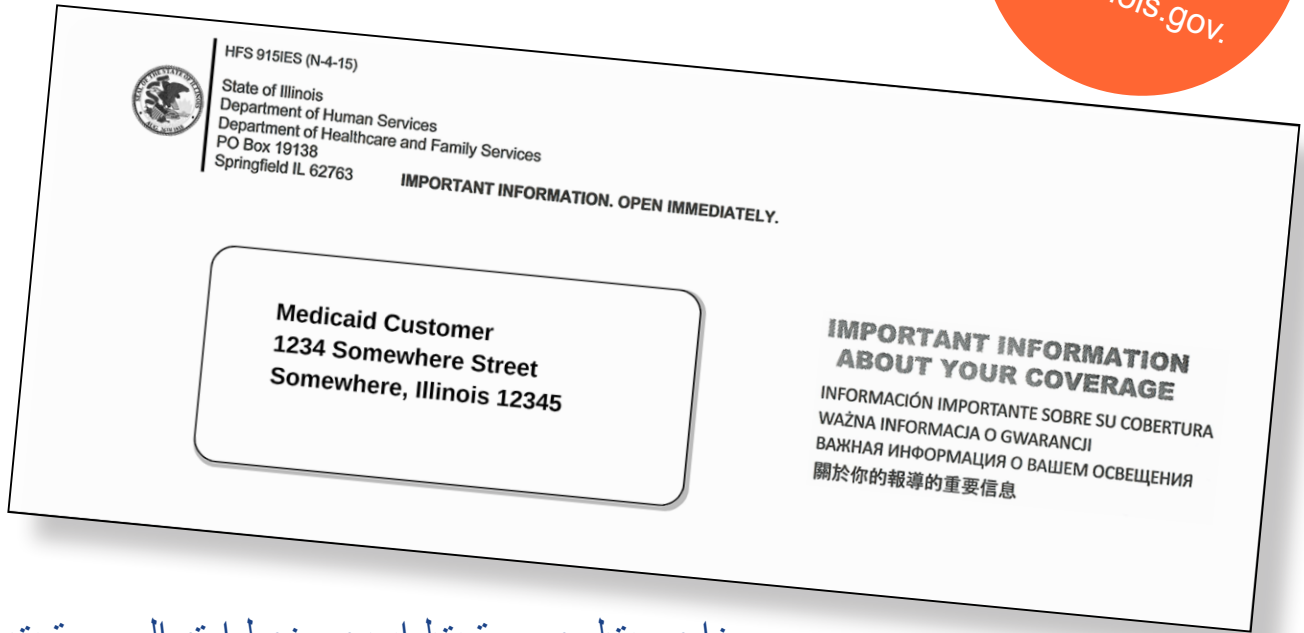 HFS 915IES (N-4-15)
State of Illinois
Department of Human Services
Department of Healthcare and Family Services
PO Box 19138
Springfield IL 62763
IMPORTANT INFORMATION. OPEN IMMEDIATELY.
Medicaid Customer
1234 Somewhere Street
Somewhere, Illinois 12345
IMPORTANT INFORMATION
ABOUT YOUR COVERAGE
INFORMACIÓN IMPORTANTE SOBRE SU COBERTURA
WAŻNA INFORMACJA O GWARANCJI
ВАЖНАЯ ИНФОРМАЦИЯ О ВАШЕМ ОСВЕЩЕНИЯ
關於你的報導的重要信息